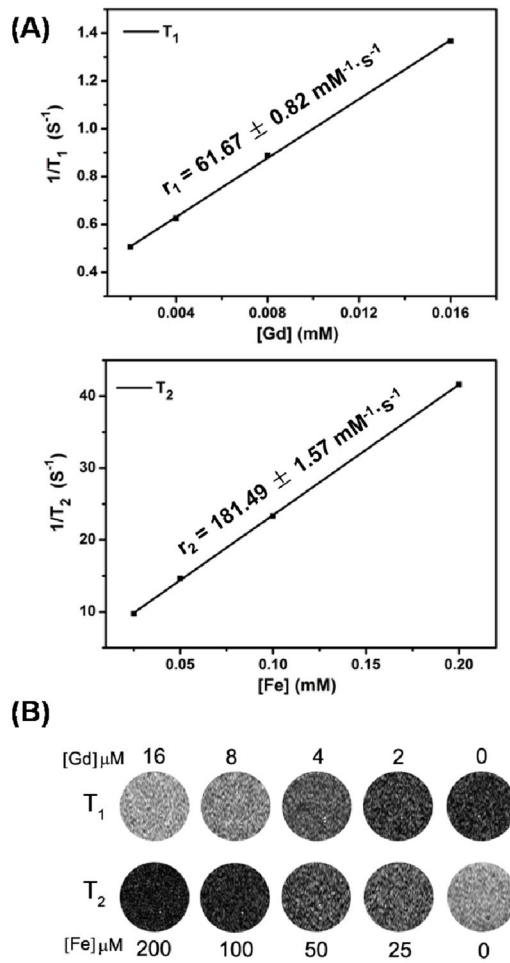 (A)
T₁
r₁ = 61.67 ± 0.82 mM⁻¹·s⁻¹
1/T₁ (S⁻¹)
1.4
1.2
1.0
0.8
0.6
0.4
0.004 0.008 0.012 0.016
[Gd] (mM)
T₂
r₂ = 181.49 ± 1.57 mM⁻¹·s⁻¹
1/T₂ (S⁻¹)
40
30
20
10
0.05 0.10 0.15 0.20
[Fe] (mM)
(B)
[Gd]μM 16 8 4 2 0
T₁
T₂
[Fe]μM 200 100 50 25 0